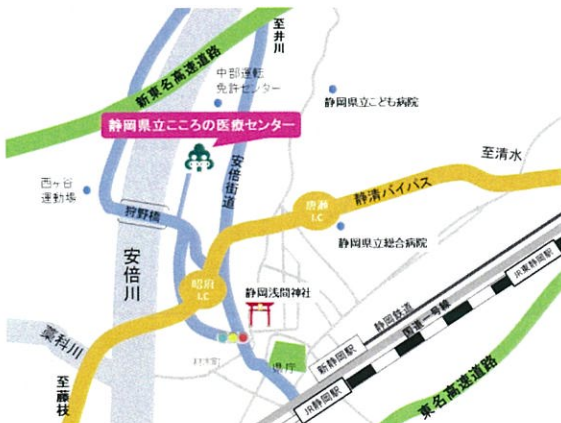 至井川
新東名高速道路
中部運転
免許センター
静岡県立こども病院
静岡県立こころの医療センター
至清水
安倍街道
西ヶ谷
運動場
静清バイパス
唐瀬
I.C
狩野橋
静岡県立総合病院
安倍川
昭府
I.C
静岡浅間神社
JR東静岡駅
静岡鉄道
国道一号線
藁科川
新静岡駅
県庁
至藤枝
JR静岡駅
東名高速道路